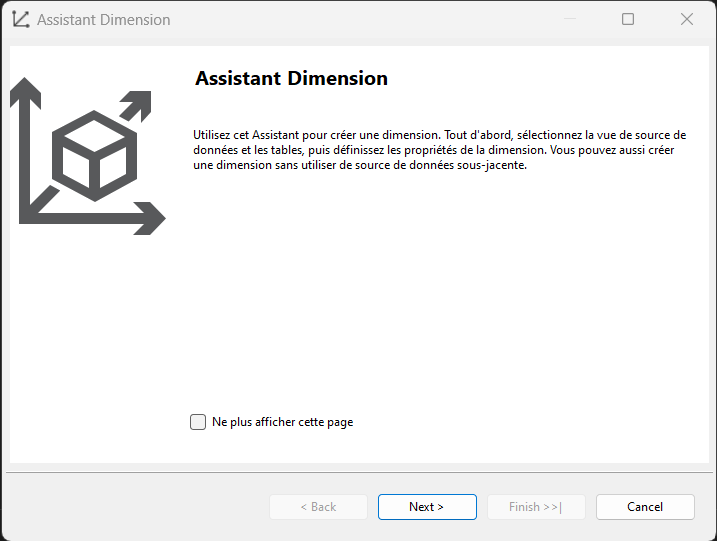 Assistant Dimension
Assistant Dimension
Utilisez cet Assistant pour créer une dimension. Tout d'abord, sélectionnez la vue de source de
données et les tables, puis définissez les propriétés de la dimension. Vous pouvez aussi créer
une dimension sans utiliser de source de données sous-jacente.
Ne plus afficher cette page
< Back
Next >
Finish >>|
Cancel